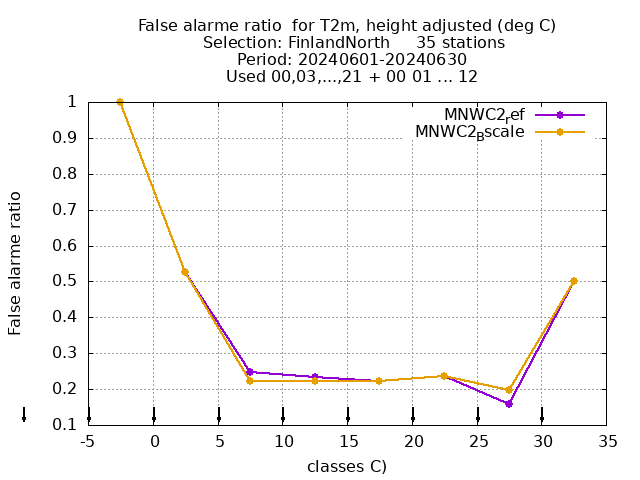 False alarme ratio  for T2m, height adjusted (deg C)
Selection: FinlandNorth     35 stations
Period: 20240601-20240630
Used 00,03,...,21 + 00 01 ... 12
MNWC2ref
MNWC2Bscale
1
0.9
0.8
0.7
0.6
0.5
0.4
0.3
0.2
0.1
False alarme ratio
-5 0 5 10 15 20 25 30 35
classes C)